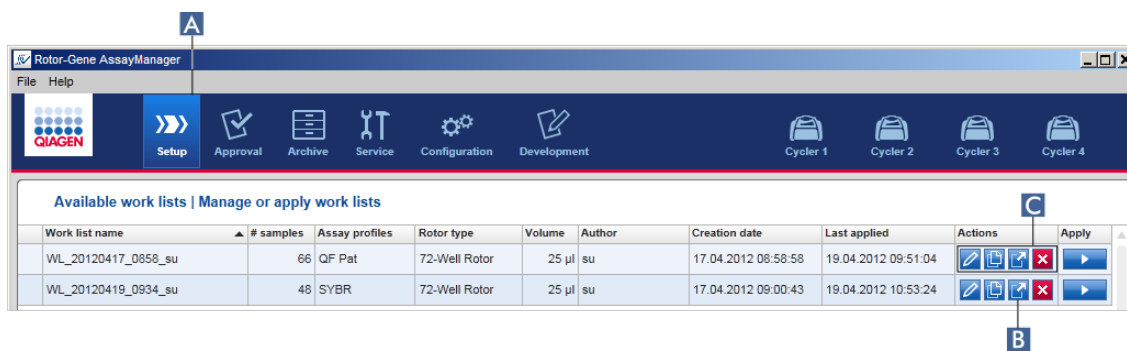 A
Rotor-Gene AssayManager
File Help
QIAGEN
Setup Approval Archive Service Configuration Development Cycler 1 Cycler 2 Cycler 3 Cycler 4
Available work lists | Manage or apply work lists
C
Work list name # samples Assay profiles Rotor type Volume Author Creation date Last applied Actions Apply
WL_20120417_0858_su 66 QF Pat 72-Well Rotor 25 µl su 17.04.2012 08:58:58 19.04.2012 09:51:04
WL_20120419_0934_su 48 SYBR 72-Well Rotor 25 µl su 17.04.2012 09:00:43 19.04.2012 10:53:24
B